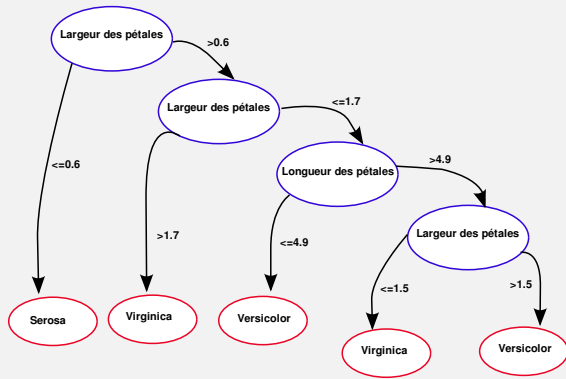 Largeur des pétales
>0.6
Largeur des pétales
<=1.7
<=0.6
Longueur des pétales
>4.9
>1.7
<=4.9
Largeur des pétales
<=1.5
>1.5
Serosa
Virginica
Versicolor
Virginica
Versicolor